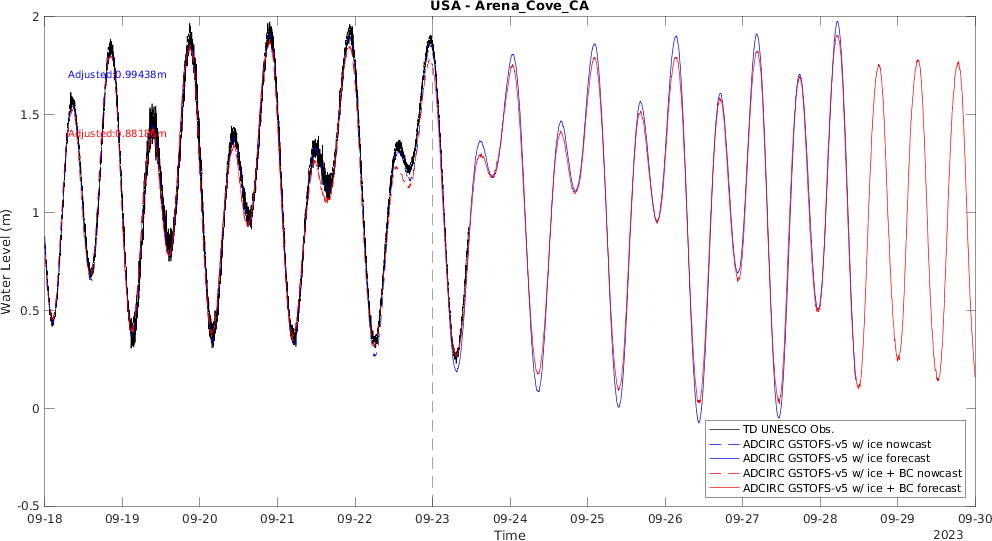 USA - Arena_Cove_CA
2
1.5
1
0.5
0
-0.5
Water Level (m)
Adjusted:0.99438m
TD UNESCO Obs.
ADCIRC GSTOFS-v5 w/ ice nowcast
ADCIRC GSTOFS-v5 w/ ice forecast
ADCIRC GSTOFS-v5 w/ ice + BC nowcast
ADCIRC GSTOFS-v5 w/ ice + BC forecast
09-18 09-19 09-20 09-21 09-22 09-23 09-24 09-25 09-26 09-27 09-28 09-29 09-30
Time
2023